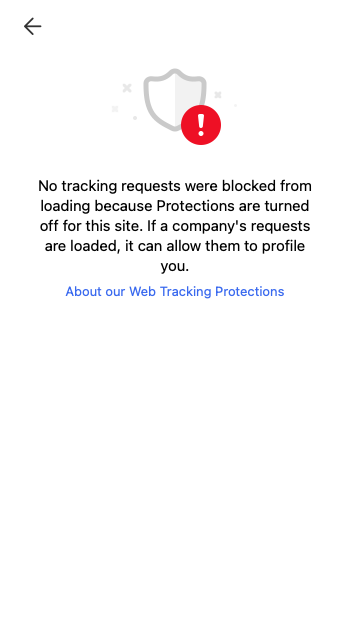 No tracking requests were blocked from
loading because Protections are turned
off for this site. If a company's requests
are loaded, it can allow them to profile
you.
About our Web Tracking Protections